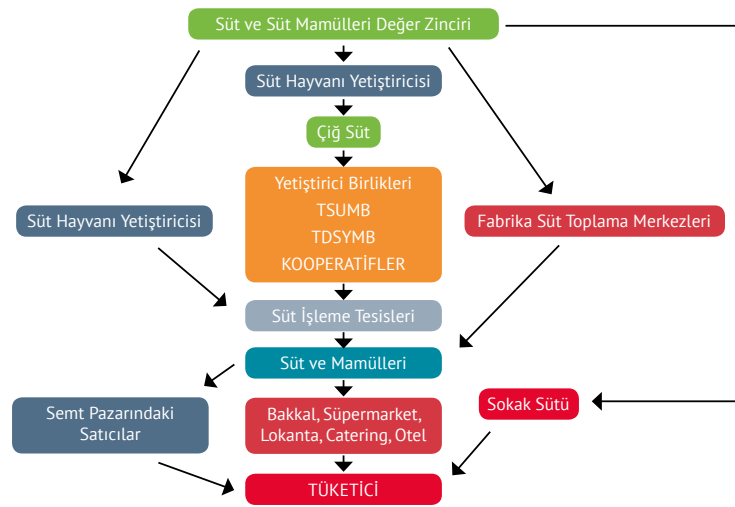 Süt ve Süt Mamülleri Değer Zinciri
Süt Hayvanı Yetiştiricisi
Çiğ Süt
Yetiştirici Birlikleri
TSUMB
TDSYMB
KOOPERATİFLER
Süt Hayvanı Yetiştiricisi
Fabrika Süt Toplama Merkezleri
Süt İşleme Tesisleri
Süt ve Mamülleri
Semt Pazarındaki
Satıcılar
Bakkal, Süpermarket,
Lokanta, Catering, Otel
Sokak Sütü
TÜKETİCİ